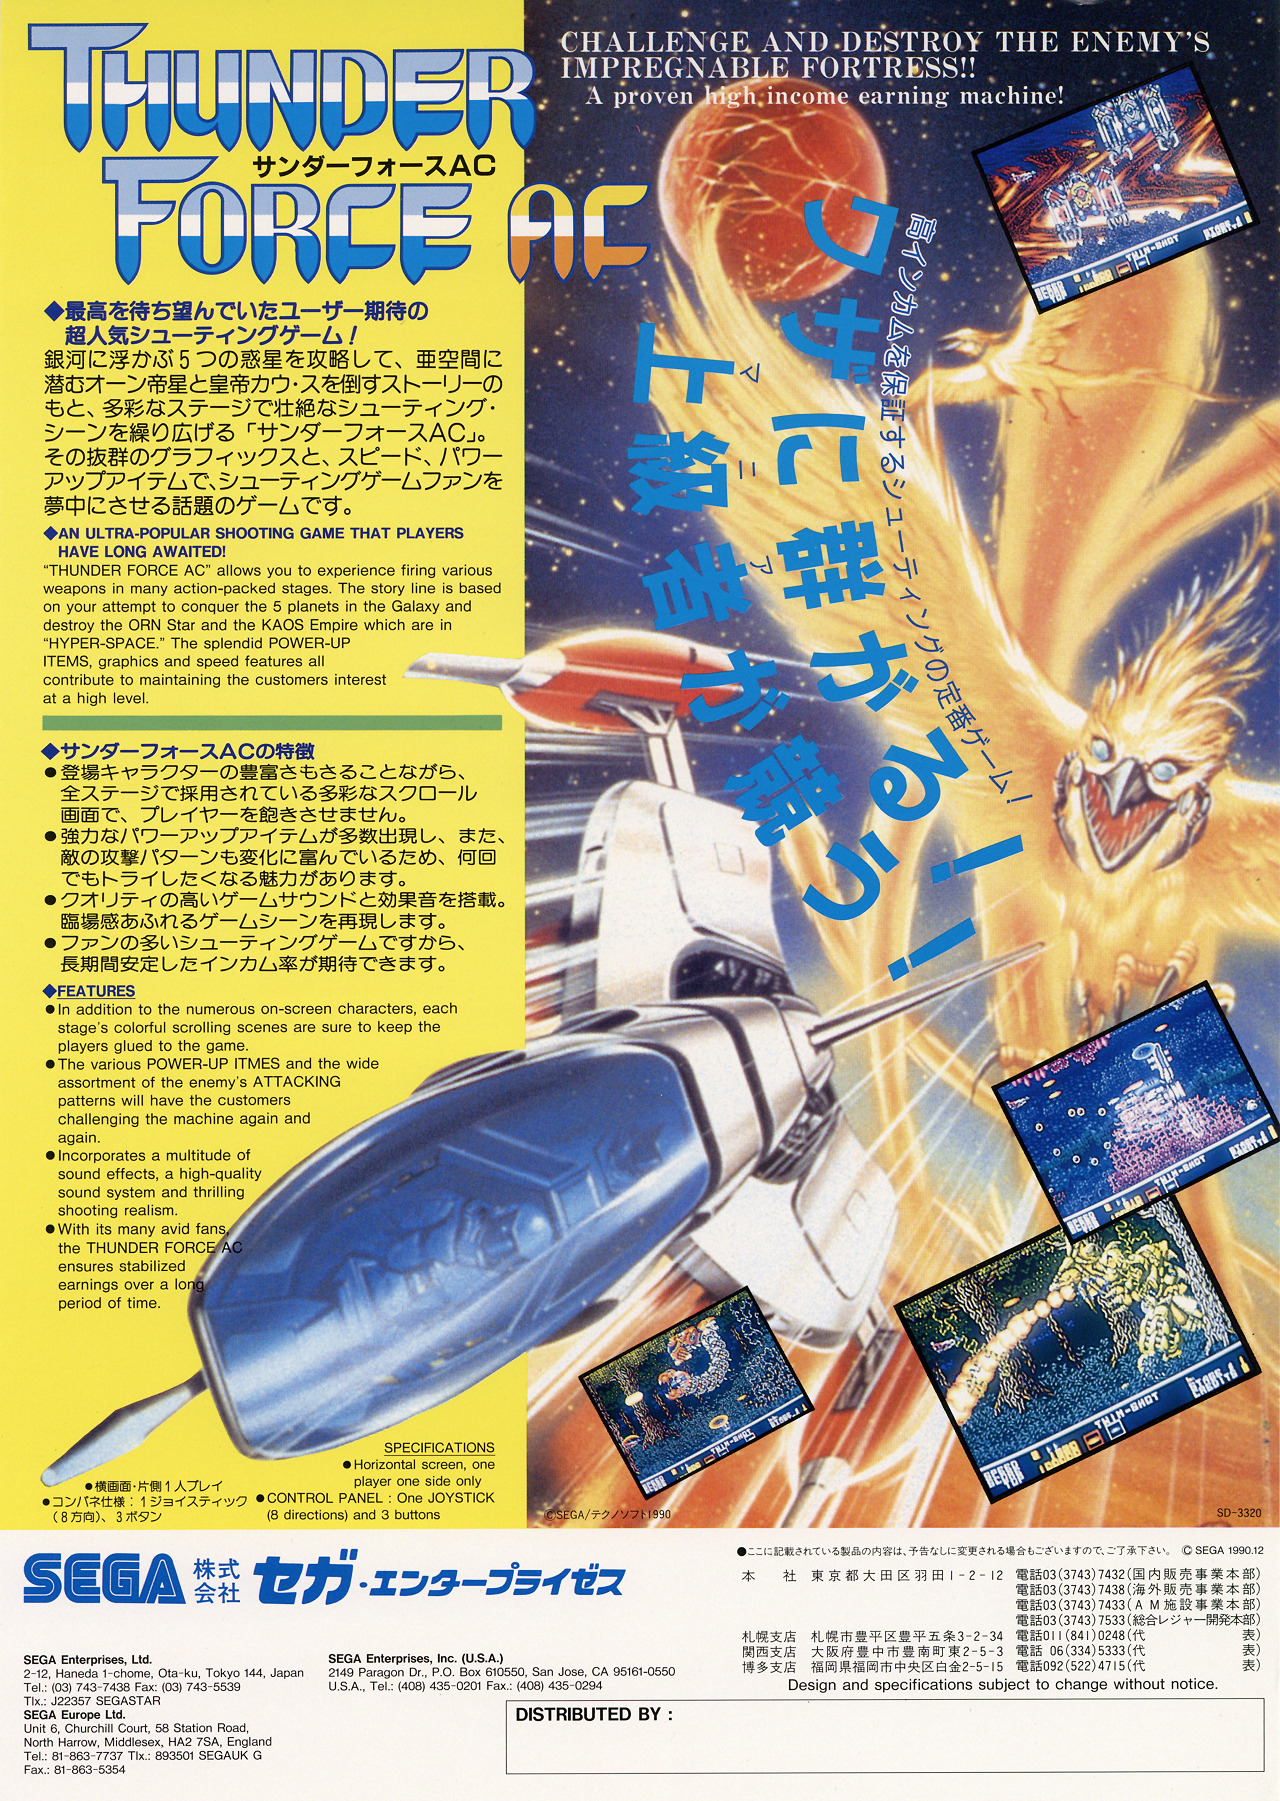 THUNDER
サンダーフォースAC
FORCE AC
CHALLENGE AND DESTROY THE ENEMY'S
IMPREGNABLE FORTRESS!!
A proven high income earning machine!
高インカムを保証するシューティングの定番ゲーム!
ワザに群がるう!!
上級者が競う
マニア
◆最高を待ち望んでいたユーザー期待の
超人気シューティングゲーム!
銀河に浮かぶ5つの惑星を攻略して、亜空間に
潜むオーン帝星と皇帝カウ・スを倒すストーリーの
もと、多彩なステージで壮絶なシューティング・
シーンを繰り広げる「サンダーフォースAC」。
その抜群のグラフィックスと、スピード、パワー
アップアイテムで、シューティングゲームファンを
夢中にさせる話題のゲームです。
◆AN ULTRA-POPULAR SHOOTING GAME THAT PLAYERS
HAVE LONG AWAITED!
“THUNDER FORCE AC” allows you to experience firing various
weapons in many action-packed stages. The story line is based
on your attempt to conquer the 5 planets in the Galaxy and
destroy the ORN Star and the KAOS Empire which are in
“HYPER-SPACE.” The splendid POWER-UP
ITEMS, graphics and speed features all
contribute to maintaining the customers interest
at a high level.
◆サンダーフォースACの特徴
●登場キャラクターの豊富さもさることながら、
全ステージで採用されている多彩なスクロール
画面で、プレイヤーを飽きさせません。
●強力なパワーアップアイテムが多数出現し、また、
敵の攻撃パターンも変化に富んでいるため、何回
でもトライしたくなる魅力があります。
●クオリティの高いゲームサウンドと効果音を搭載。
臨場感あふれるゲームシーンを再現します。
●ファンの多いシューティングゲームですから、
長期間安定したインカム率が期待できます。
◆FEATURES
●In addition to the numerous on-screen characters, each
stage's colorful scrolling scenes are sure to keep the
players glued to the game.
●The various POWER-UP ITMES and the wide
assortment of the enemy's ATTACKING
patterns will have the customers
challenging the machine again and
again.
●Incorporates a multitude of
sound effects, a high-quality
sound system and thrilling
shooting realism.
●With its many avid fans,
the THUNDER FORCE AC
ensures stabilized
earnings over a long
period of time.
●横画面・片側1人プレイ
●コンパネ仕様：1ジョイスティック
(8方向)、3ボタン
SPECIFICATIONS
●Horizontal screen, one
player one side only
●CONTROL PANEL : One JOYSTICK
(8 directions) and 3 buttons
TWIN-SHOT
TWIN-SHOT
TWIN-SHOT
TWIN-SHOT
©SEGA/テクノソフト1990
SD-3320
SEGA 株式会社 セガ・エンタープライゼス
●ここに記載されている製品の内容は、予告なしに変更される場合もございますので、ご了承下さい。 © SEGA 1990.12
本 社 東京都大田区羽田1-2-12 電話03(3743)7432(国内販売事業本部)
電話03(3743)7438(海外販売事業本部)
電話03(3743)7433(AM施設事業本部)
電話03(3743)7533(総合レジャー開発本部)
札幌支店 札幌市豊平区豊平五条3-2-34 電話011(841)0248(代 表)
関西支店 大阪府豊中市豊南町東2-5-3 電話 06(334)5333(代 表)
博多支店 福岡県福岡市中央区白金2-5-15 電話092(522)4715(代 表)
Design and specifications subject to change without notice.
SEGA Enterprises, Ltd.
2-12, Haneda 1-chome, Ota-ku, Tokyo 144, Japan
Tel.: (03) 743-7438 Fax: (03) 743-5539
Tlx.: J22357 SEGASTAR
SEGA Europe Ltd.
Unit 6, Churchill Court, 58 Station Road,
North Harrow, Middlesex, HA2 7SA, England
Tel.: 81-863-7737 Tlx.: 893501 SEGAUK G
Fax.: 81-863-5354
SEGA Enterprises, Inc. (U.S.A.)
2149 Paragon Dr., P.O. Box 610550, San Jose, CA 95161-0550
U.S.A., Tel.: (408) 435-0201 Fax.: (408) 435-0294
DISTRIBUTED BY :